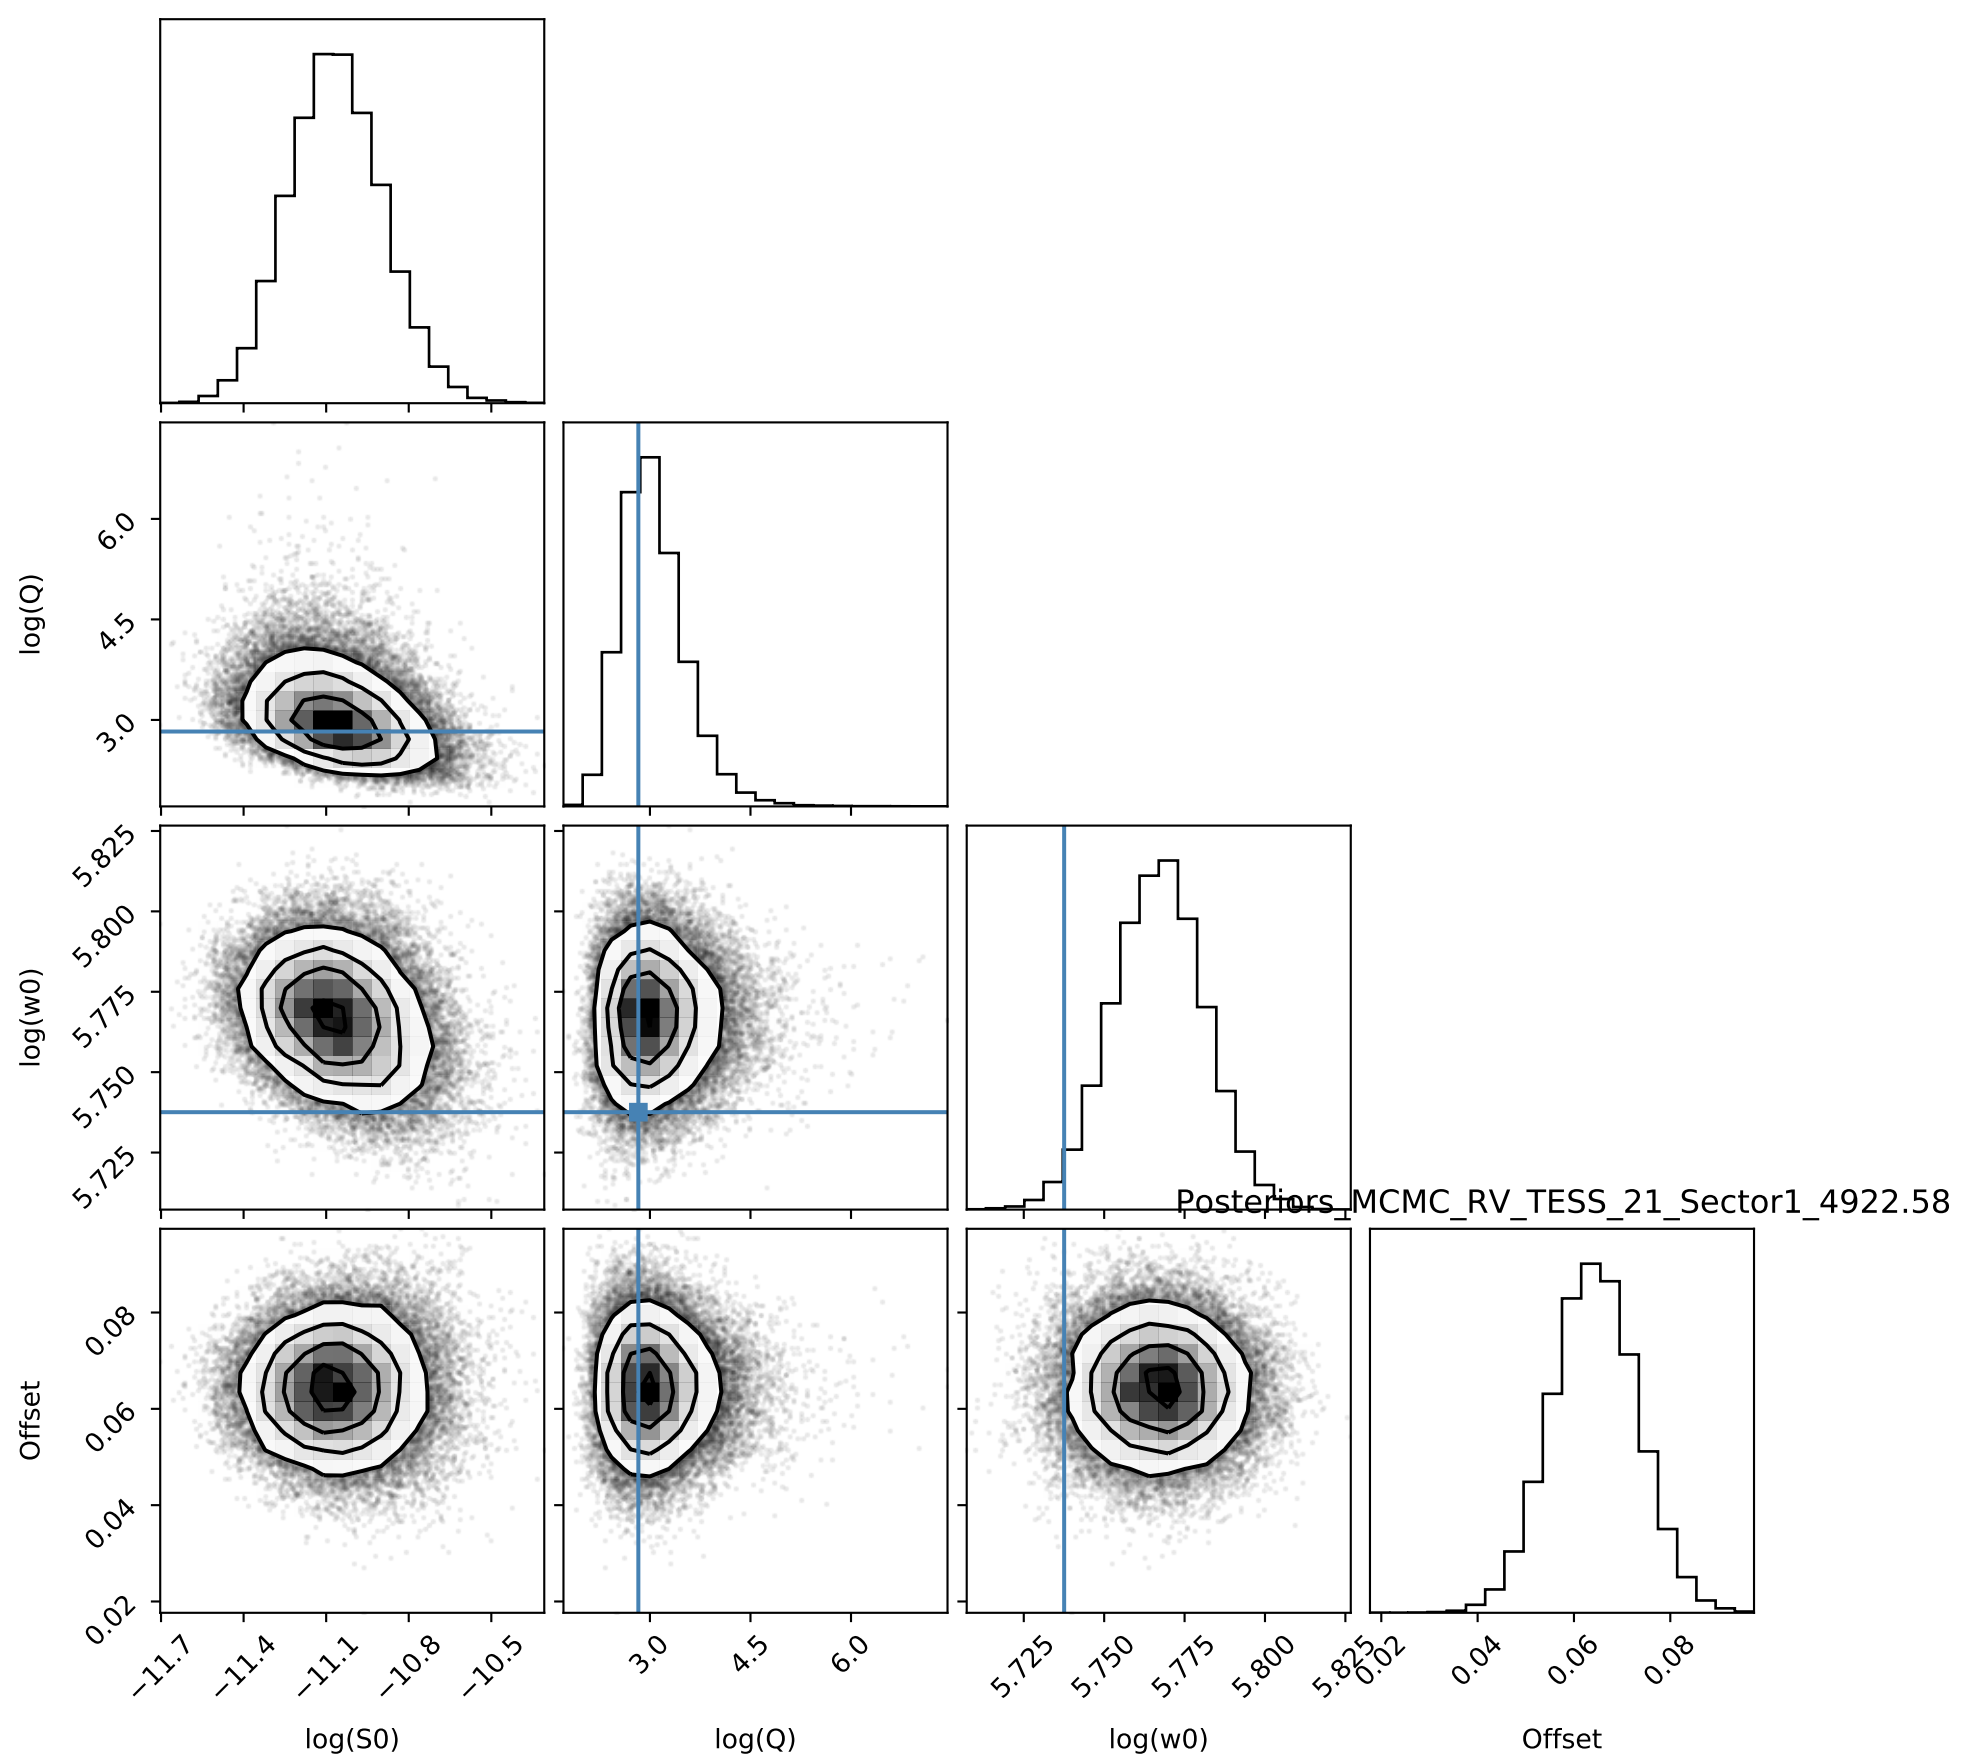 6.0
4.5
3.0
log(Q)
5.825
5.800
5.775
5.750
5.725
log(w0)
Posteriors_MCMC_RV_TESS_21_Sector1_4922.58
0.08
0.06
0.04
0.02
Offset
−11.7 −11.4 −11.1 −10.8 −10.5 3.0 4.5 6.0 5.725 5.750 5.775 5.800 5.825 0.02 0.04 0.06 0.08
log(S0) log(Q) log(w0) Offset